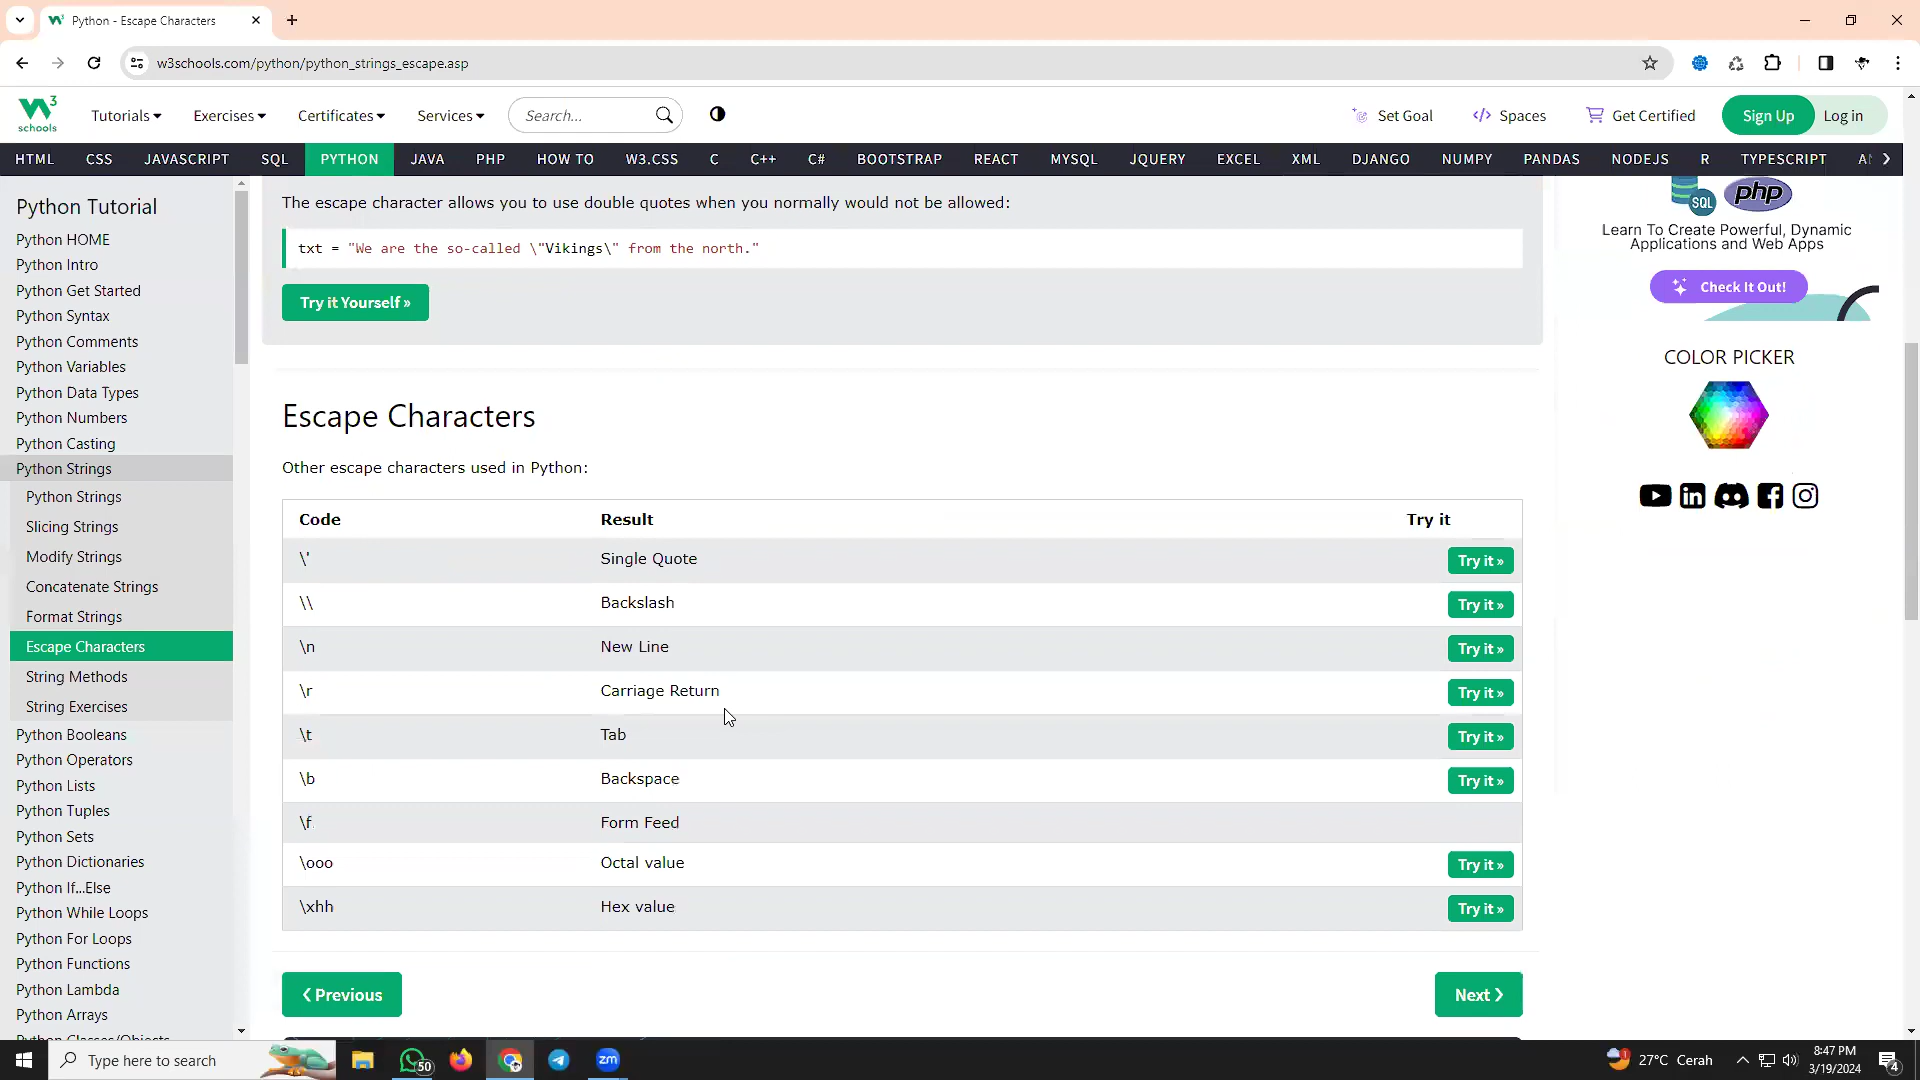 Python - Escape Characters
w3schools.com/python/python_strings_escape.asp
W3 schools
Tutorials
Exercises
Certificates
Services
Search...
Set Goal
Spaces
Get Certified
Sign Up
Log in
HTML CSS JAVASCRIPT SQL PYTHON JAVA PHP HOW TO W3.CSS C C++ C# BOOTSTRAP REACT MYSQL JQUERY EXCEL XML DJANGO NUMPY PANDAS NODEJS R TYPESCRIPT
Python Tutorial
Python HOME
Python Intro
Python Get Started
Python Syntax
Python Comments
Python Variables
Python Data Types
Python Numbers
Python Casting
Python Strings
Python Strings
Slicing Strings
Modify Strings
Concatenate Strings
Format Strings
Escape Characters
String Methods
String Exercises
Python Booleans
Python Operators
Python Lists
Python Tuples
Python Sets
Python Dictionaries
Python If...Else
Python While Loops
Python For Loops
Python Functions
Python Lambda
Python Arrays
Python Classes/Objects
The escape character allows you to use double quotes when you normally would not be allowed:
txt = "We are the so-called \"Vikings\" from the north."
Try it Yourself »
Escape Characters
Other escape characters used in Python:
Code Result Try it
\' Single Quote Try it »
\\ Backslash Try it »
\n New Line Try it »
\r Carriage Return Try it »
\t Tab Try it »
\b Backspace Try it »
\f Form Feed
\ooo Octal value Try it »
\xhh Hex value Try it »
❮ Previous
Next ❯
SQL
php
Learn To Create Powerful, Dynamic
Applications and Web Apps
Check It Out!
COLOR PICKER
Type here to search
50
zm
27°C Cerah
8:47 PM
3/19/2024
4